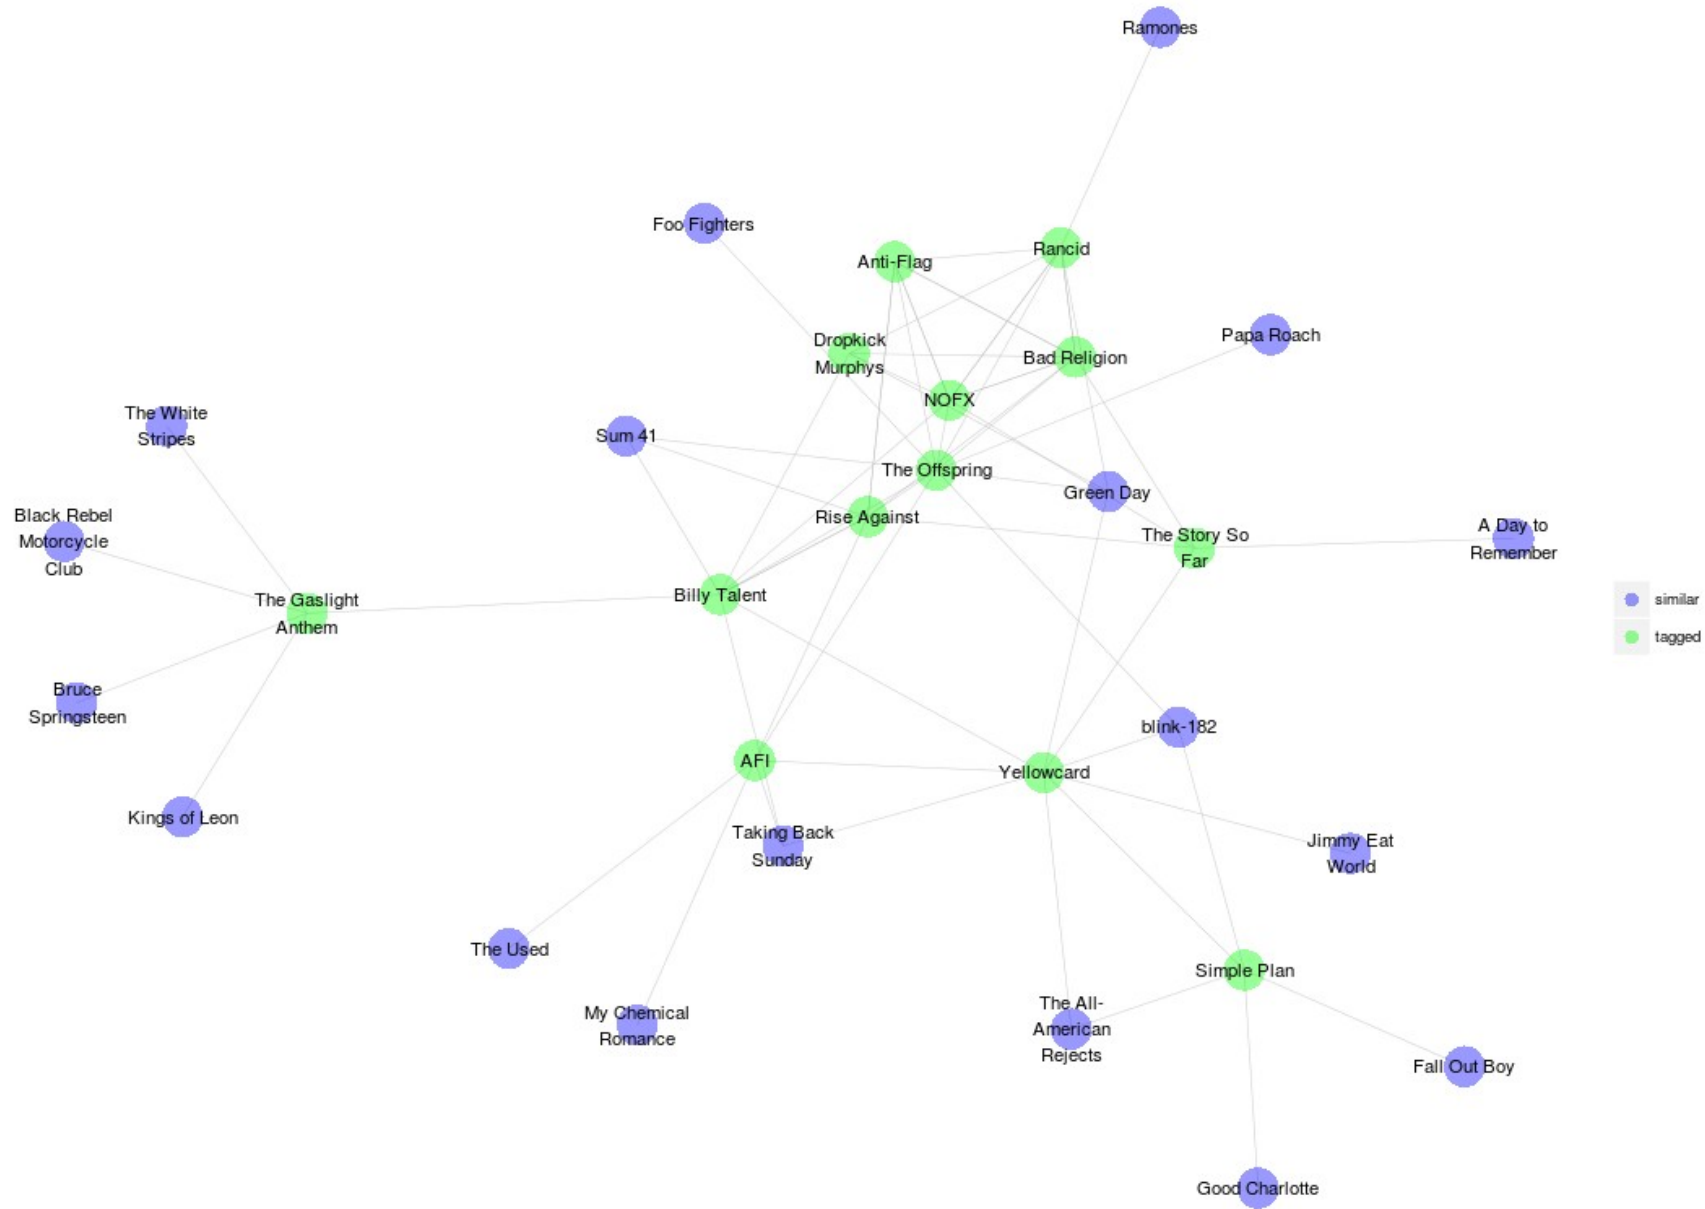 Ramones
Foo Fighters
Rancid
Anti-Flag
Papa Roach
Dropkick
Murphys
Bad Religion
NOFX
The White
Stripes
Sum 41
The Offspring
Green Day
Rise Against
Black Rebel
Motorcycle
Club
A Day to
Remember
The Story So
Far
Billy Talent
The Gaslight
Anthem
similar
tagged
Bruce
Springsteen
blink-182
AFI
Yellowcard
Kings of Leon
Taking Back
Sunday
Jimmy Eat
World
The Used
Simple Plan
My Chemical
Romance
The All-
American
Rejects
Fall Out Boy
Good Charlotte